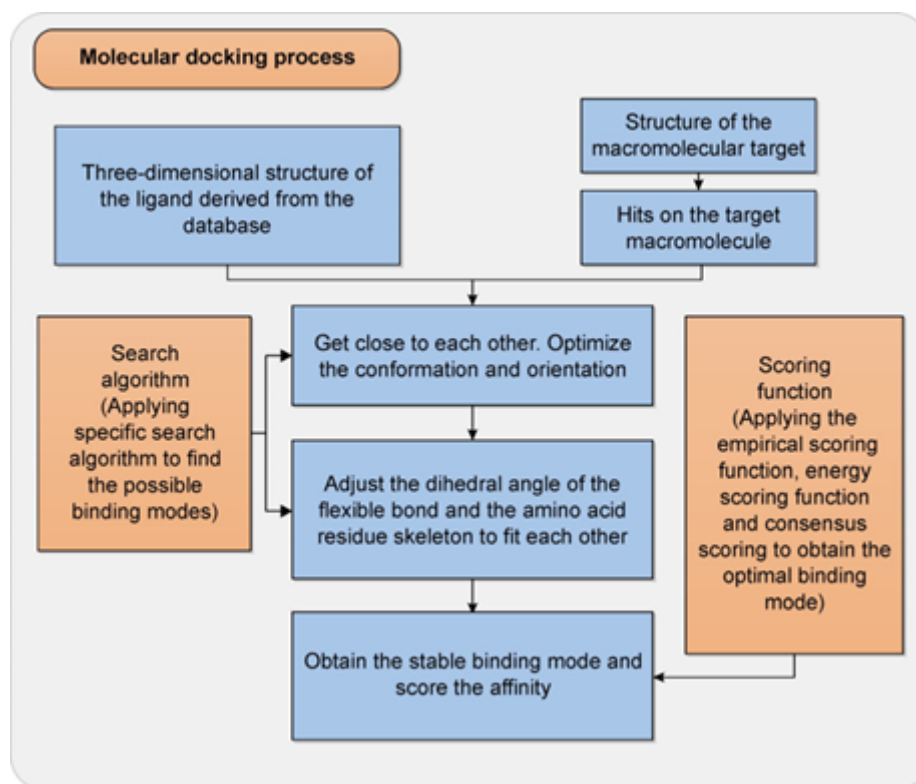 Molecular docking process
Three-dimensional structure of
the ligand derived from the
database
Structure of the
macromolecular target
Hits on the target
macromolecule
Search
algorithm
(Applying
specific search
algorithm to find
the possible
binding modes)
Get close to each other. Optimize
the conformation and orientation
Adjust the dihedral angle of the
flexible bond and the amino acid
residue skeleton to fit each other
Scoring
function
(Applying the
empirical scoring
function, energy
scoring function
and consensus
scoring to obtain the
optimal binding
mode)
Obtain the stable binding mode and
score the affinity